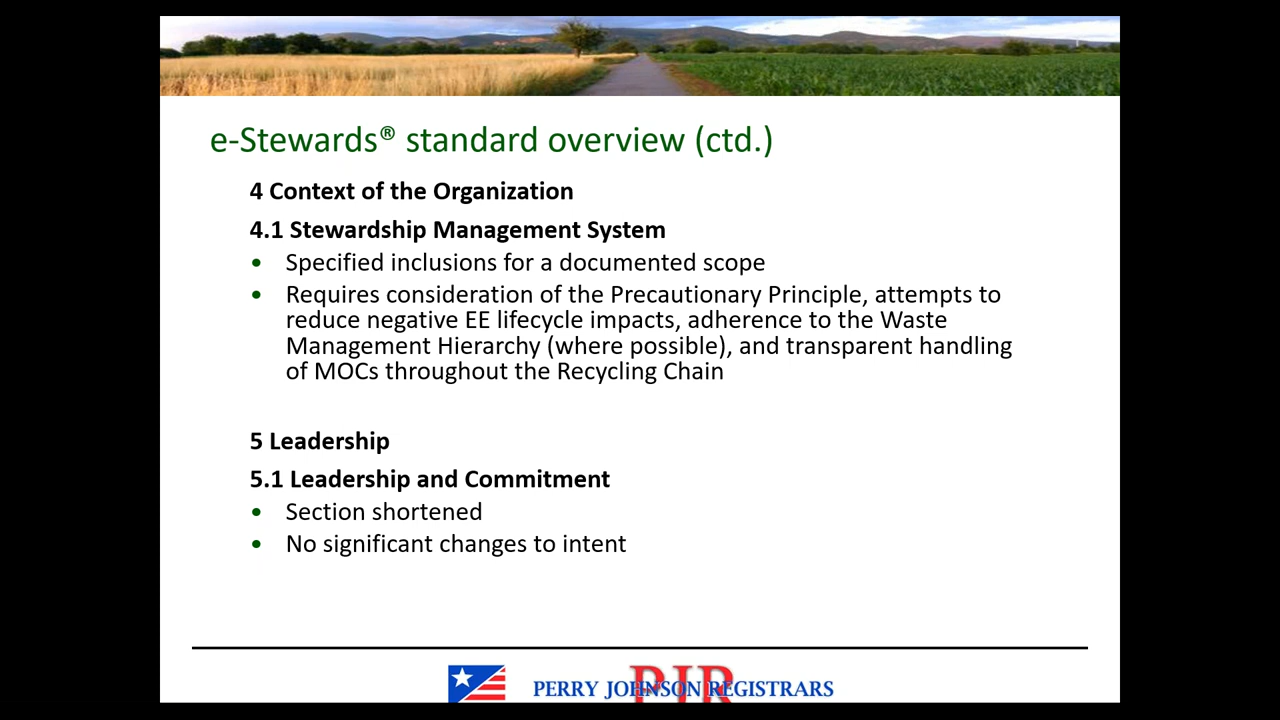 e-Stewards® standard overview (ctd.)
4 Context of the Organization
4.1 Stewardship Management System
• Specified inclusions for a documented scope
• Requires consideration of the Precautionary Principle, attempts to
reduce negative EE lifecycle impacts, adherence to the Waste
Management Hierarchy (where possible), and transparent handling
of MOCs throughout the Recycling Chain
5 Leadership
5.1 Leadership and Commitment
• Section shortened
• No significant changes to intent
PJR
PERRY JOHNSON REGISTRARS